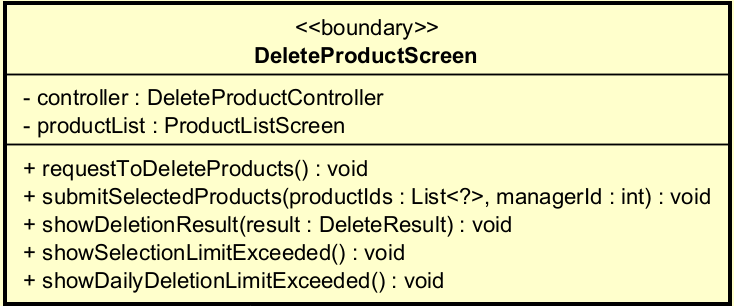 <<boundary>>
DeleteProductScreen
- controller : DeleteProductController
- productList : ProductListScreen
+ requestToDeleteProducts() : void
+ submitSelectedProducts(productIds : List<?>, managerId : int) : void
+ showDeletionResult(result : DeleteResult) : void
+ showSelectionLimitExceeded() : void
+ showDailyDeletionLimitExceeded() : void